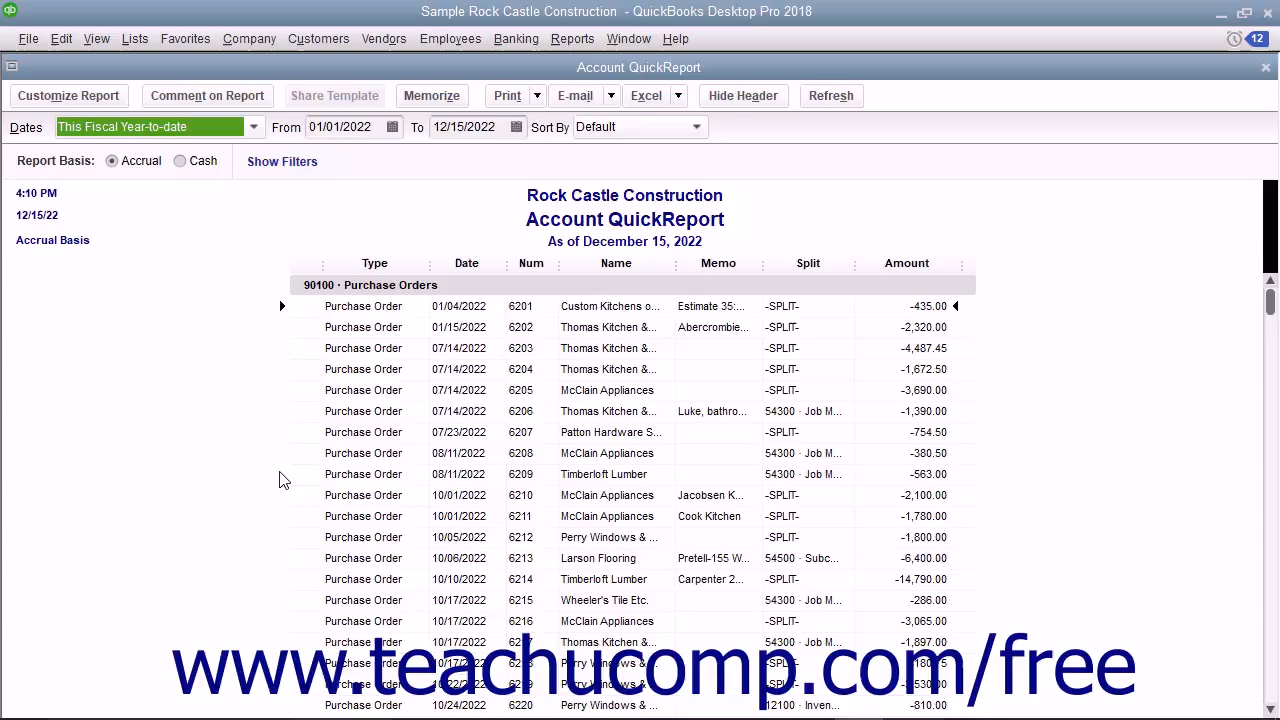 Sample Rock Castle Construction - QuickBooks Desktop Pro 2018
File Edit View Lists Favorites Company Customers Vendors Employees Banking Reports Window Help 12
Account QuickReport
Customize Report Comment on Report Share Template Memorize Print E-mail Excel Hide Header Refresh
Dates This Fiscal Year-to-date From 01/01/2022 To 12/15/2022 Sort By Default
Report Basis: Accrual Cash Show Filters
4:10 PM Rock Castle Construction
12/15/22 Account QuickReport
Accrual Basis As of December 15, 2022
Type Date Num Name Memo Split Amount
90100 · Purchase Orders
Purchase Order 01/04/2022 6201 Custom Kitchens o... Estimate 35:... -SPLIT- -435.00
Purchase Order 01/15/2022 6202 Thomas Kitchen &... Abercrombie... -SPLIT- -2,320.00
Purchase Order 07/14/2022 6203 Thomas Kitchen &... -SPLIT- -4,487.45
Purchase Order 07/14/2022 6204 Thomas Kitchen &... -SPLIT- -1,672.50
Purchase Order 07/14/2022 6205 McClain Appliances -SPLIT- -3,690.00
Purchase Order 07/14/2022 6206 Thomas Kitchen &... Luke, bathro... 54300 · Job M... -1,390.00
Purchase Order 07/23/2022 6207 Patton Hardware S... -SPLIT- -754.50
Purchase Order 08/11/2022 6208 54300 · Job M... -380.50
Purchase Order 08/11/2022 6209 Timberloft Lumber 54300 · Job M... -563.00
Purchase Order 10/01/2022 6210 McClain Appliances Jacobsen K... -SPLIT- -2,100.00
Purchase Order 10/01/2022 6211 McClain Appliances Cook Kitchen -SPLIT- -1,780.00
Purchase Order 10/05/2022 6212 Perry Windows & ... -SPLIT- -1,800.00
Purchase Order 10/06/2022 6213 Larson Flooring Pretell-155 W... 54500 · Subc... -6,400.00
Purchase Order 10/10/2022 6214 Timberloft Lumber Carpenter 2... -SPLIT- -14,790.00
Purchase Order 10/17/2022 6215 Wheeler's Tile Etc. 54300 · Job M... -286.00
Purchase Order 10/17/2022 6216 McClain Appliances -SPLIT- -3,065.00
Purchase Order 10/17/2022 Thomas Kitchen &... 54300 · Job M... -1,897.00
www.teachucomp.com/free
Purchase Order 10/24/2022 6220 Perry Windows & ... 12100 · Inven... -810.00